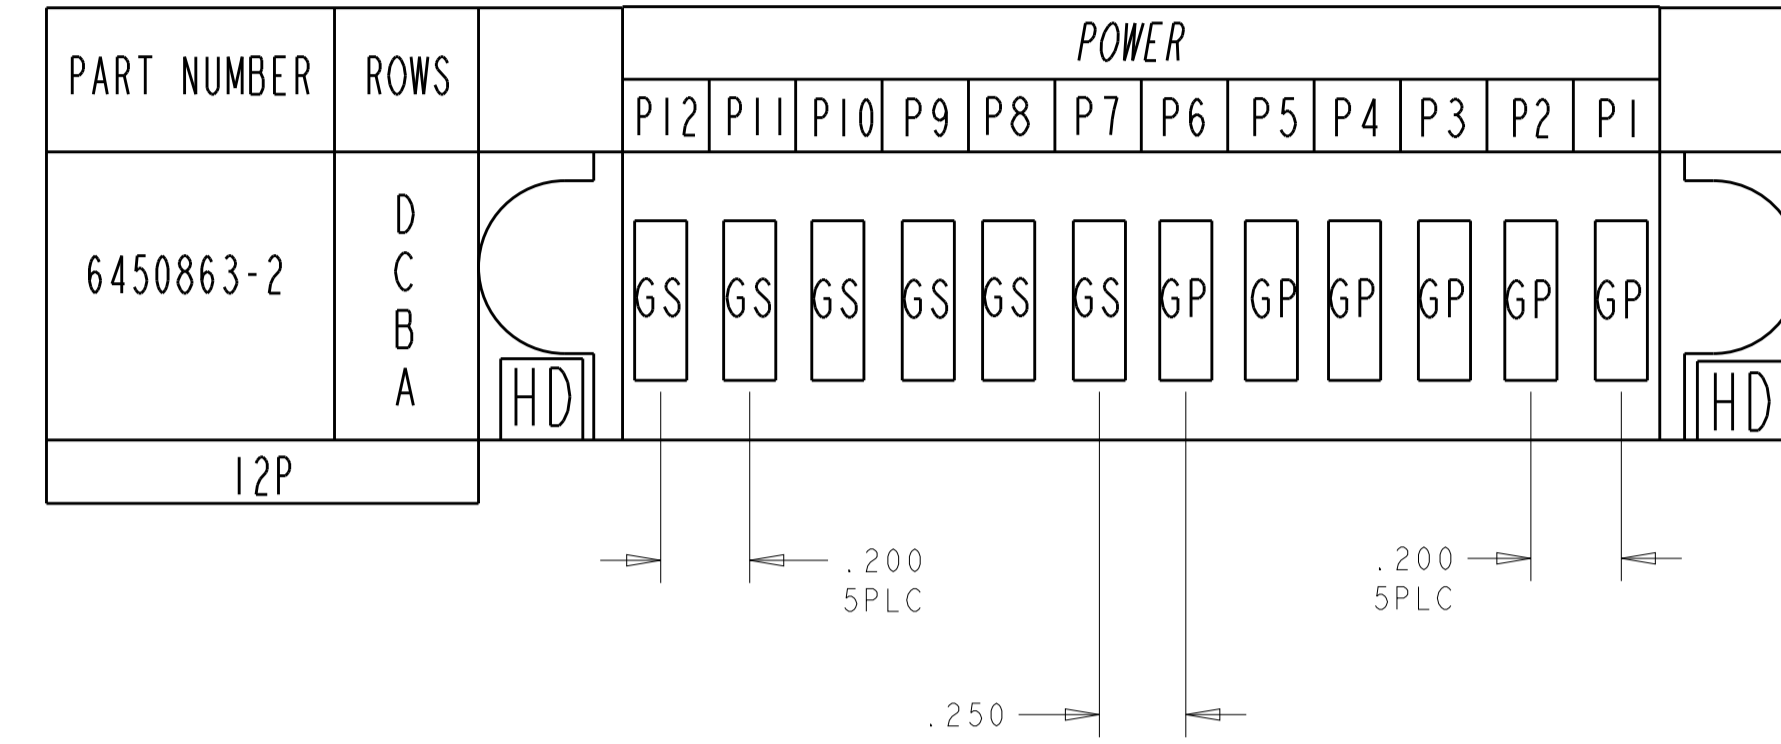 POWER
PART NUMBER ROWS
P12 P11 P10 P9 P8 P7 P6 P5 P4 P3 P2 P1
D
6450863-2 C GS GS GS GS GS GS GP GP GP GP GP GP
B
A HD HD
12P
.200 .200
5PLC 5PLC
.250